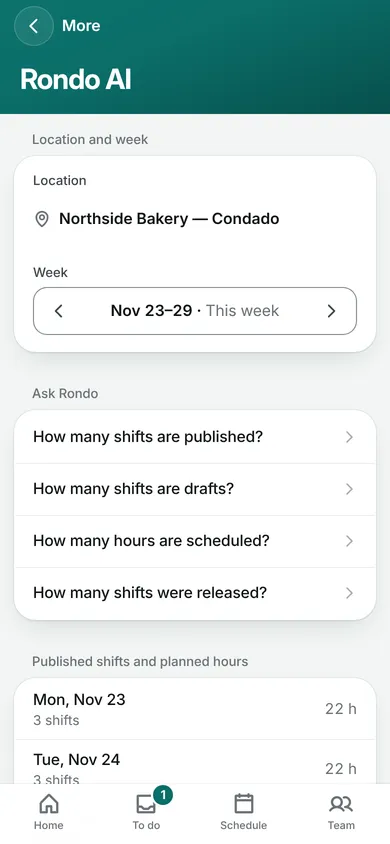 More
Rondo AI
Location and week
Location
Northside Bakery — Condado
Week
Nov 23–29 · This week
Ask Rondo
How many shifts are published?
How many shifts are drafts?
How many hours are scheduled?
How many shifts were released?
Published shifts and planned hours
Mon, Nov 23
22 h
3 shifts
Tue, Nov 24
22 h
3 shifts
1
Home
To do
Schedule
Team